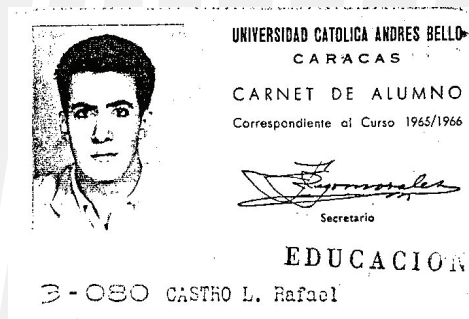 UNIVERSIDAD CATOLICA ANDRES BELLO
CARACAS
CARNET DE ALUMNO
Correspondiente al Curso 1965/1966
Secretario
EDUCACION
3-080 CASTRO L. Rafael